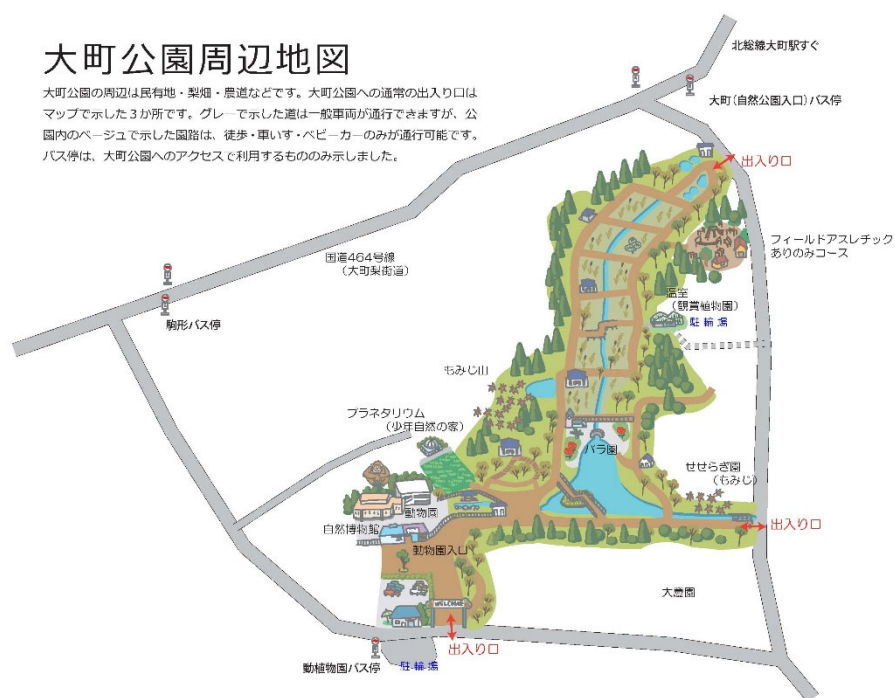 大町公園周辺地図
大町公園の周辺は民有地・梨畑・農道などです。大町公園への通常の出入り口は
マップで示した3か所です。グレーで示した道は一般車両が通行できますが、公
園内のベージュで示した園路は、徒歩・車いす・ベビーカーのみが通行可能です。
バス停は、大町公園へのアクセスで利用するもののみ示しました。
北総線大町駅すぐ
大町(自然公園入口)バス停
出入り口
国道464号線
(大町梨街道)
フィールドアスレチック
ありのみコース
温室
(観賞植物園)
駐輪場
駒形バス停
もみじ山
プラネタリウム
(少年自然の家)
バラ園
せせらぎ園
(もみじ)
動物園
自然博物館
動物園入口
出入り口
大豊園
WELCOME
出入り口
動植物園バス停
駐輪場